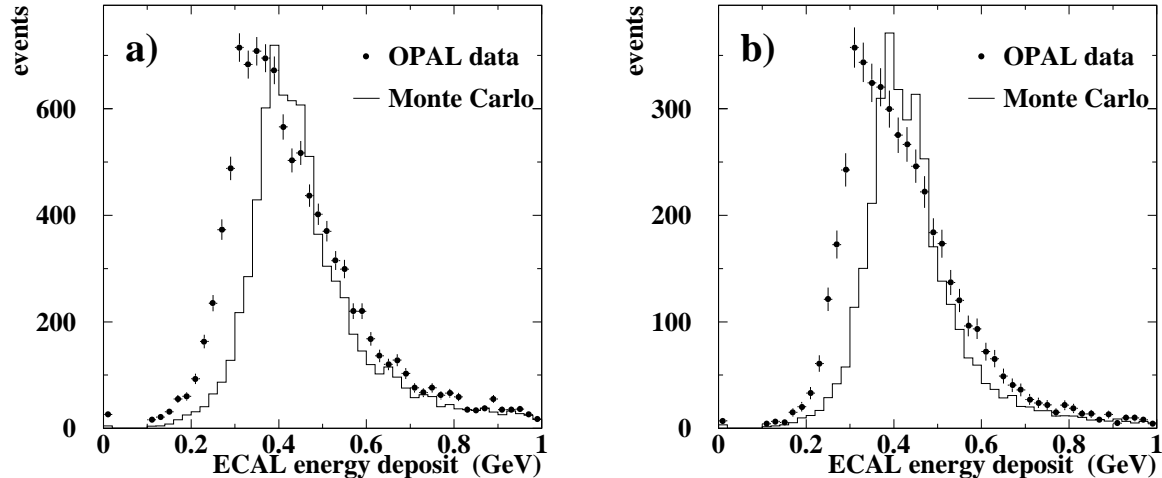 events
a)
OPAL data
Monte Carlo
600
400
200
0
0 0.2 0.4 0.6 0.8 1
ECAL energy deposit (GeV)
events
b)
OPAL data
Monte Carlo
300
200
100
0
0 0.2 0.4 0.6 0.8 1
ECAL energy deposit (GeV)